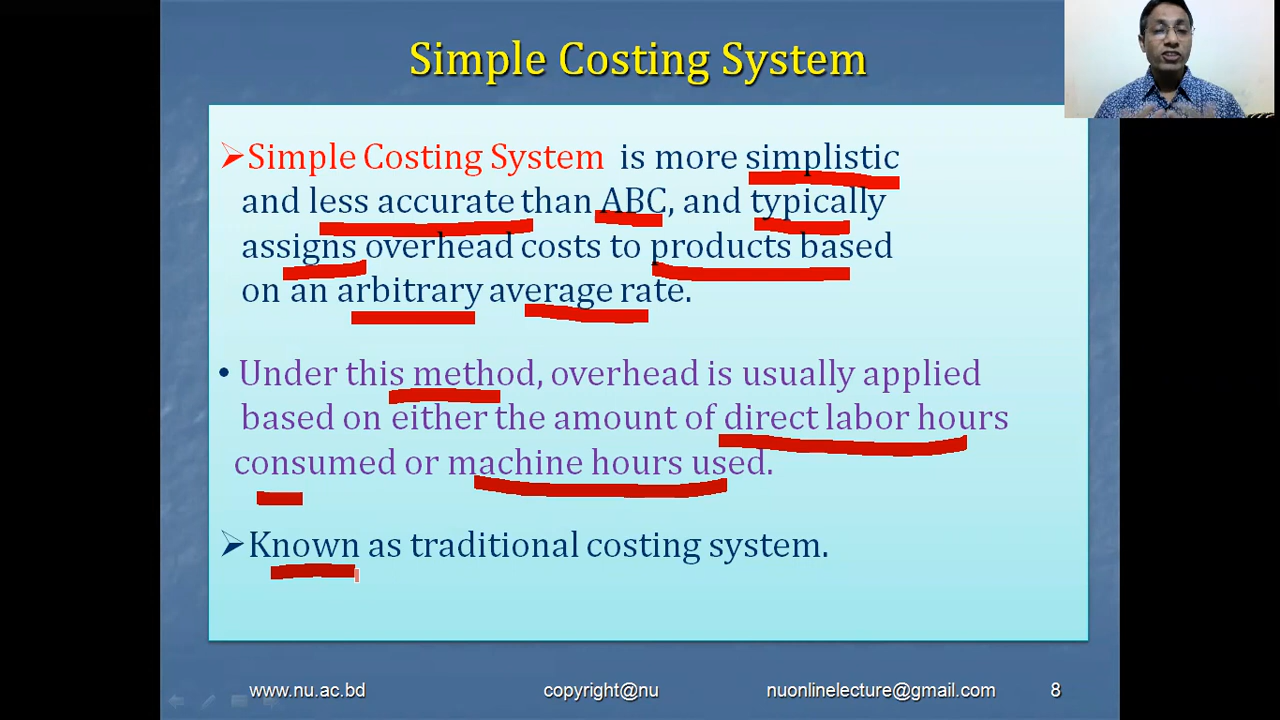 Simple Costing System
➢Simple Costing System is more simplistic
and less accurate than ABC, and typically
assigns overhead costs to products based
on an arbitrary average rate.
• Under this method, overhead is usually applied
based on either the amount of direct labor hours
consumed or machine hours used.
➢Known as traditional costing system.
www.nu.ac.bd copyright@nu nuonlinelecture@gmail.com 8